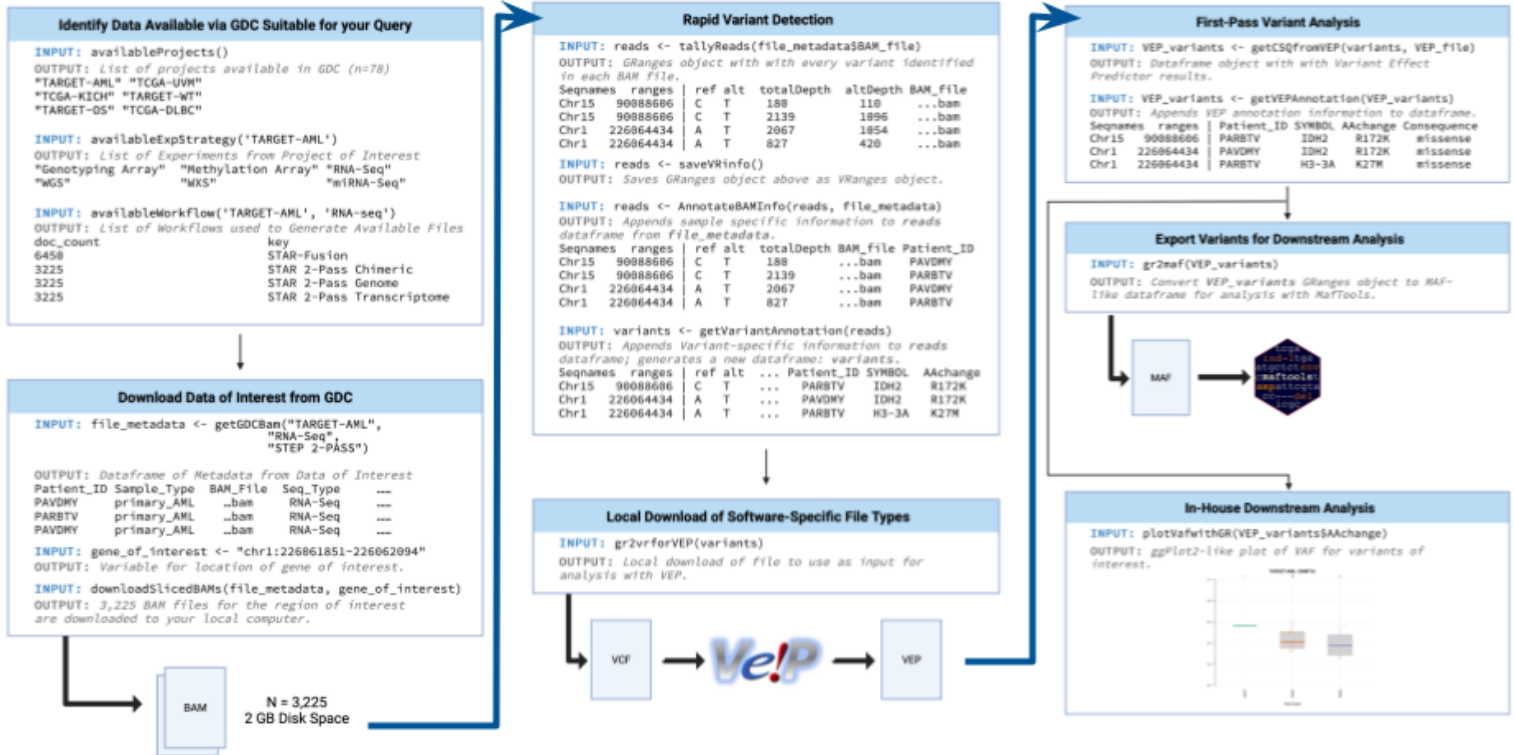 Identify Data Available via GDC Suitable for your Query
INPUT: availableProjects()
OUTPUT: List of projects available in GDC (n=78)
"TARGET-AML" "TCGA-UVM"
"TCGA-KICH" "TARGET-WT"
"TARGET-OS" "TCGA-DLBC"
INPUT: availableExpStrategy('TARGET-AML')
OUTPUT: List of Experiments from Project of Interest
"Genotyping Array" "Methylation Array" "RNA-Seq"
"WGS" "WXS" "miRNA-Seq"
INPUT: availableWorkflow('TARGET-AML', 'RNA-seq')
OUTPUT: List of Workflows used to Generate Available Files
doc_count key
6450 STAR-Fusion
3225 STAR 2-Pass Chimeric
3225 STAR 2-Pass Genome
3225 STAR 2-Pass Transcriptome
Download Data of Interest from GDC
INPUT: file_metadata <- getGDCBam("TARGET-AML",
"RNA-Seq",
"STEP 2-PASS")
OUTPUT: Dataframe of Metadata from Data of Interest
Patient_ID Sample_Type BAM_File Seq_Type ……
PAVDMY primary_AML …bam RNA-Seq ……
PARBTV primary_AML …bam RNA-Seq ……
PAVDMY primary_AML …bam RNA-Seq ……
INPUT: gene_of_interest <- "chr1:226061851-226062094"
OUTPUT: Variable for location of gene of interest.
INPUT: downloadSlicedBAMs(file_metadata, gene_of_interest)
OUTPUT: 3,225 BAM files for the region of interest
are downloaded to your local computer.
BAM
N = 3,225
2 GB Disk Space
Rapid Variant Detection
INPUT: reads <- tallyReads(file_metadata$BAM_file)
OUTPUT: GRanges object with with every variant identified
in each BAM file.
Seqnames ranges | ref alt totalDepth altDepth BAM_file
Chr15 90088606 | C T 180 110 ...bam
Chr15 90088606 | C T 2139 1096 ...bam
Chr1 226064434 | A T 2067 1054 ...bam
Chr1 226064434 | A T 827 420 ...bam
INPUT: reads <- saveVRinfo()
OUTPUT: Saves GRanges object above as VRanges object.
INPUT: reads <- AnnotateBAMInfo(reads, file_metadata)
OUTPUT: Appends sample specific information to reads
dataframe from file_metadata.
Seqnames ranges | ref alt totalDepth BAM_file Patient_ID
Chr15 90088606 | C T 180 ...bam PAVDMY
Chr15 90088606 | C T 2139 ...bam PARBTV
Chr1 226064434 | A T 2067 ...bam PAVDMY
Chr1 226064434 | A T 827 ...bam PARBTV
INPUT: variants <- getVariantAnnotation(reads)
OUTPUT: Appends Variant-specific information to reads
dataframe; generates a new dataframe: variants.
Seqnames ranges | ref alt ... Patient_ID SYMBOL AAchange
Chr15 90088606 | C T ... PARBTV IDH2 R172K
Chr1 226064434 | A T ... PAVDMY IDH2 R172K
Chr1 226064434 | A T ... PARBTV H3-3A K27M
Local Download of Software-Specific File Types
INPUT: gr2vrforVEP(variants)
OUTPUT: Local download of file to use as input for
analysis with VEP.
VCF
Ve!P
VEP
First-Pass Variant Analysis
INPUT: VEP_variants <- getCSQfromVEP(variants, VEP_file)
OUTPUT: Dataframe object with with Variant Effect
Predictor results.
INPUT: VEP_variants <- getVEPAnnotation(VEP_variants)
OUTPUT: Appends VEP annotation information to dataframe.
Seqnames ranges | Patient_ID SYMBOL AAchange Consequence
Chr15 90088606 | PARBTV IDH2 R172K missense
Chr1 226064434 | PAVDMY IDH2 R172K missense
Chr1 226064434 | PARBTV H3-3A K27M missense
Export Variants for Downstream Analysis
INPUT: gr2maf(VEP_variants)
OUTPUT: Convert VEP_variants GRanges object to MAF-
like dataframe for analysis with MafTools.
MAF
maftools
In-House Downstream Analysis
INPUT: plotVafwithGR(VEP_variants$AAchange)
OUTPUT: ggPlot2-like plot of VAF for variants of
interest.